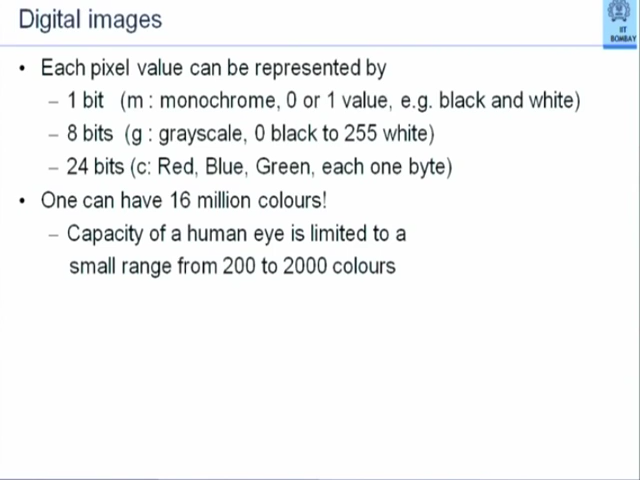 Digital images
IIT
BOMBAY
• Each pixel value can be represented by
– 1 bit (m : monochrome, 0 or 1 value, e.g. black and white)
– 8 bits (g : grayscale, 0 black to 255 white)
– 24 bits (c: Red, Blue, Green, each one byte)
• One can have 16 million colours!
– Capacity of a human eye is limited to a
small range from 200 to 2000 colours